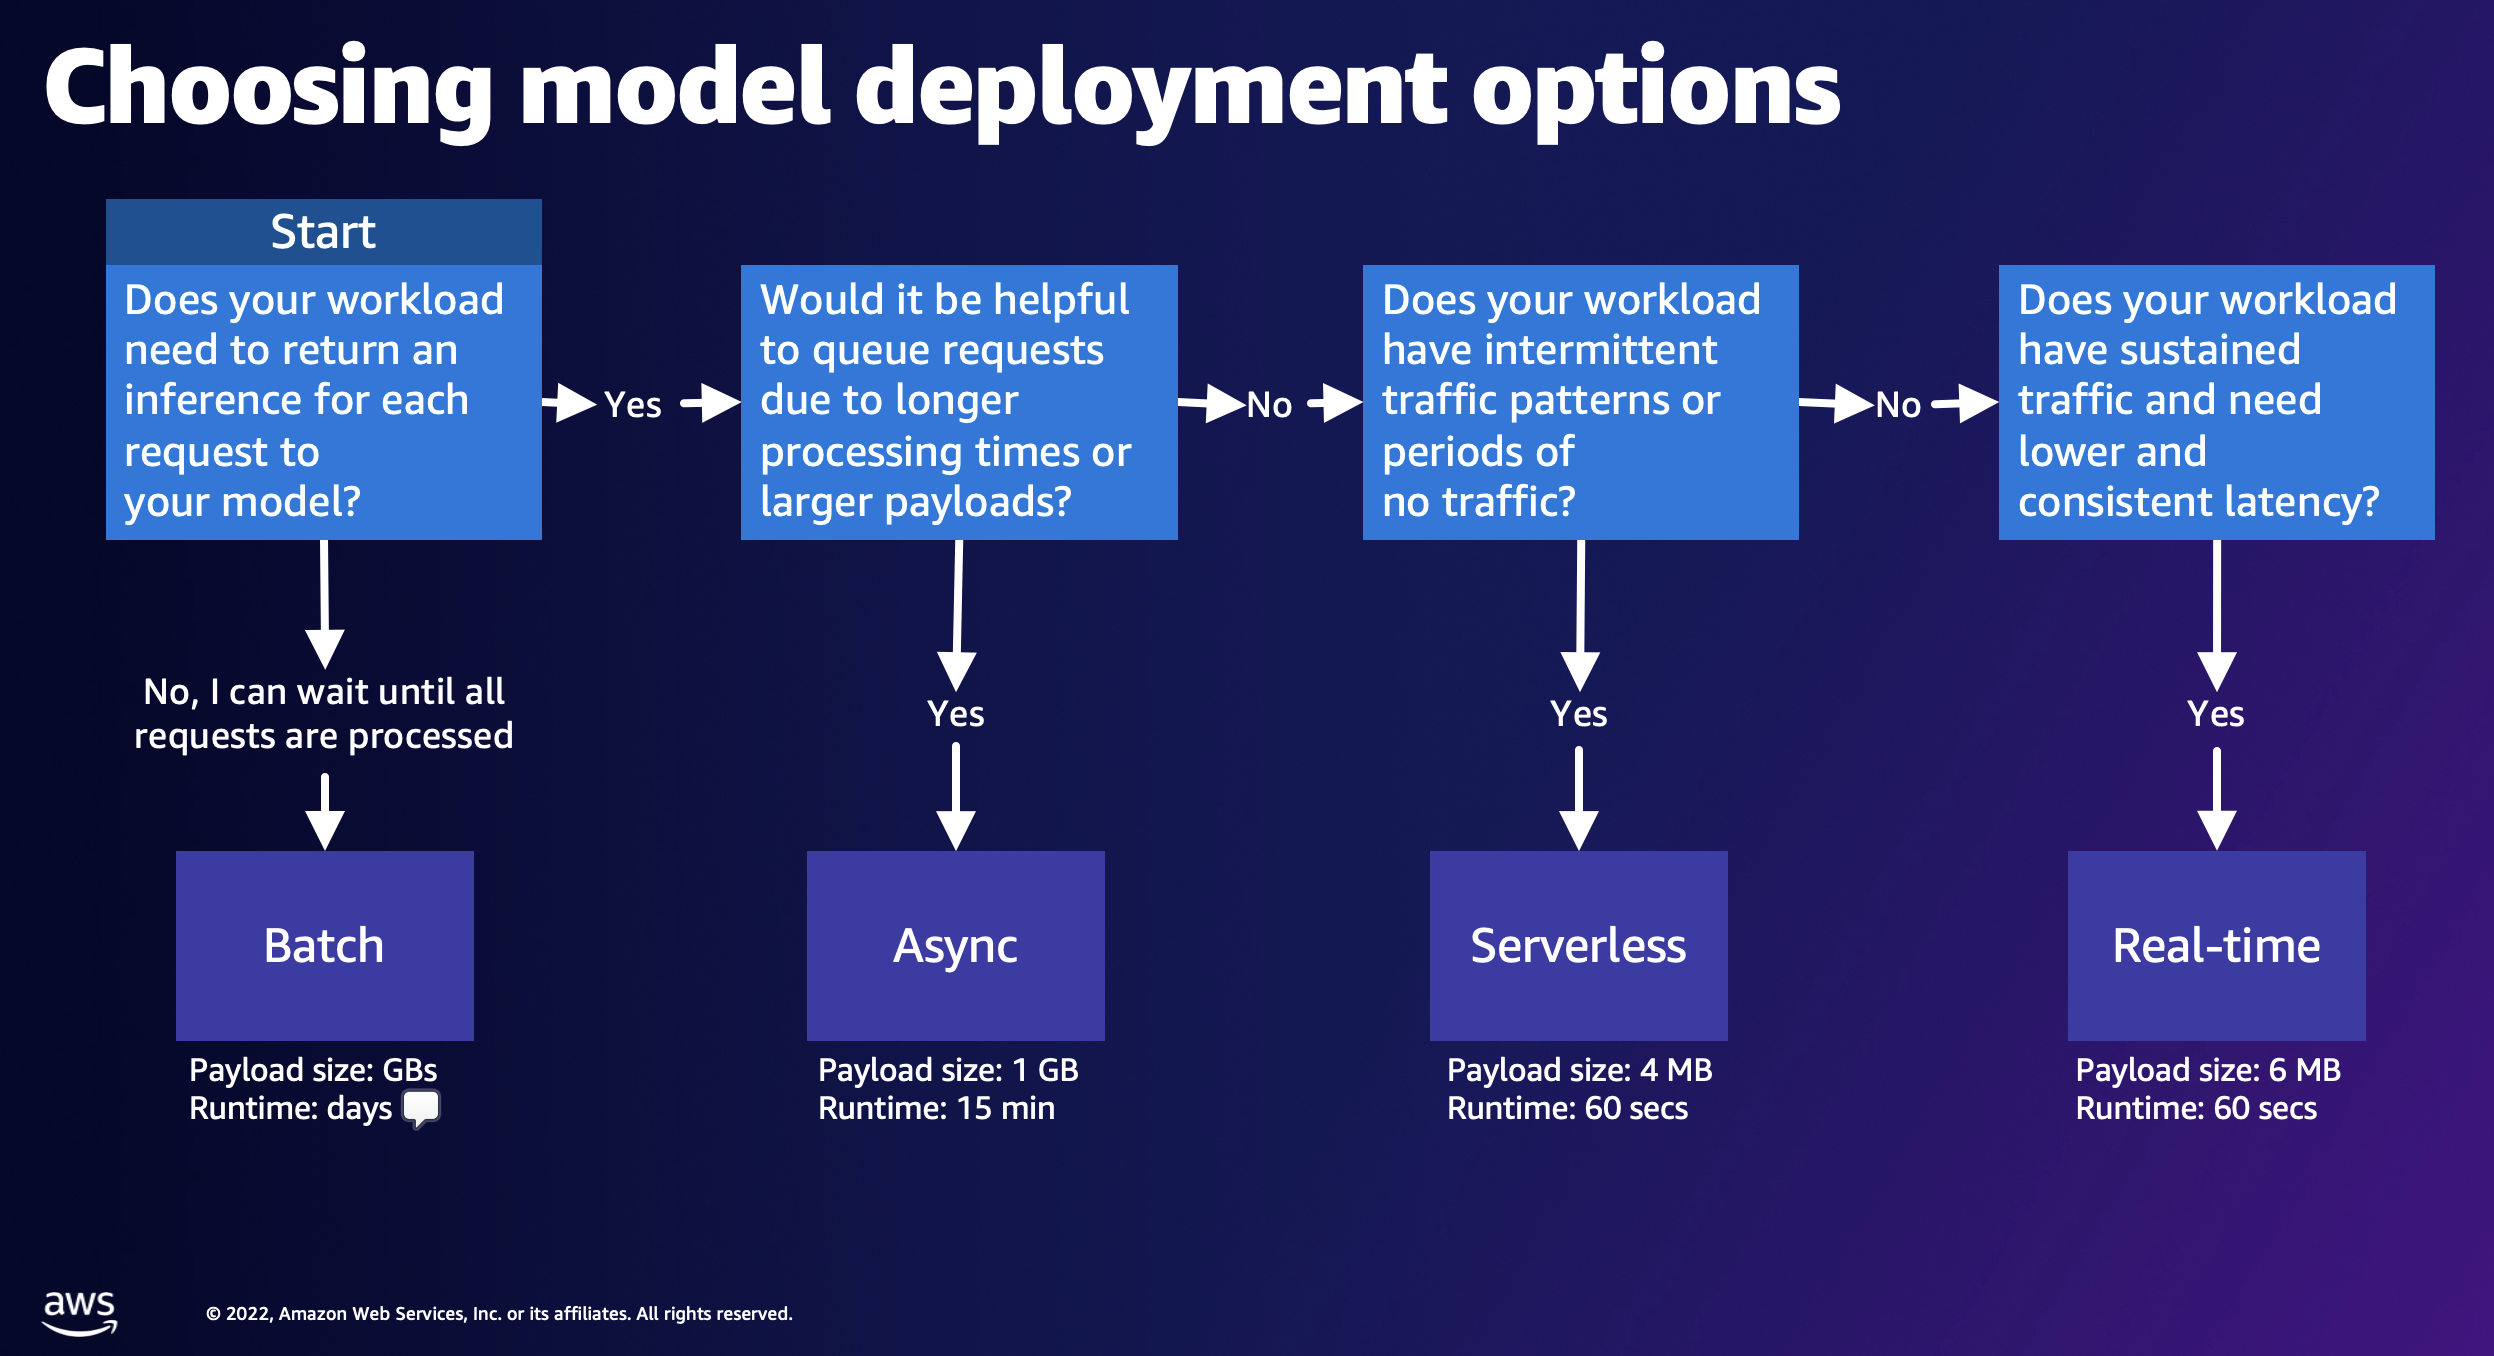 Choosing model deployment options
Start
Does your workload
need to return an
inference for each
request to
your model?
Yes
Would it be helpful
to queue requests
due to longer
processing times or
larger payloads?
No
Does your workload
have intermittent
traffic patterns or
periods of
no traffic?
No
Does your workload
have sustained
traffic and need
lower and
consistent latency?
No, I can wait until all
requests are processed
Yes
Yes
Yes
Batch
Async
Serverless
Real-time
Payload size: GBs
Runtime: days
Payload size: 1 GB
Runtime: 15 min
Payload size: 4 MB
Runtime: 60 secs
Payload size: 6 MB
Runtime: 60 secs
aws
© 2022, Amazon Web Services, Inc. or its affiliates. All rights reserved.